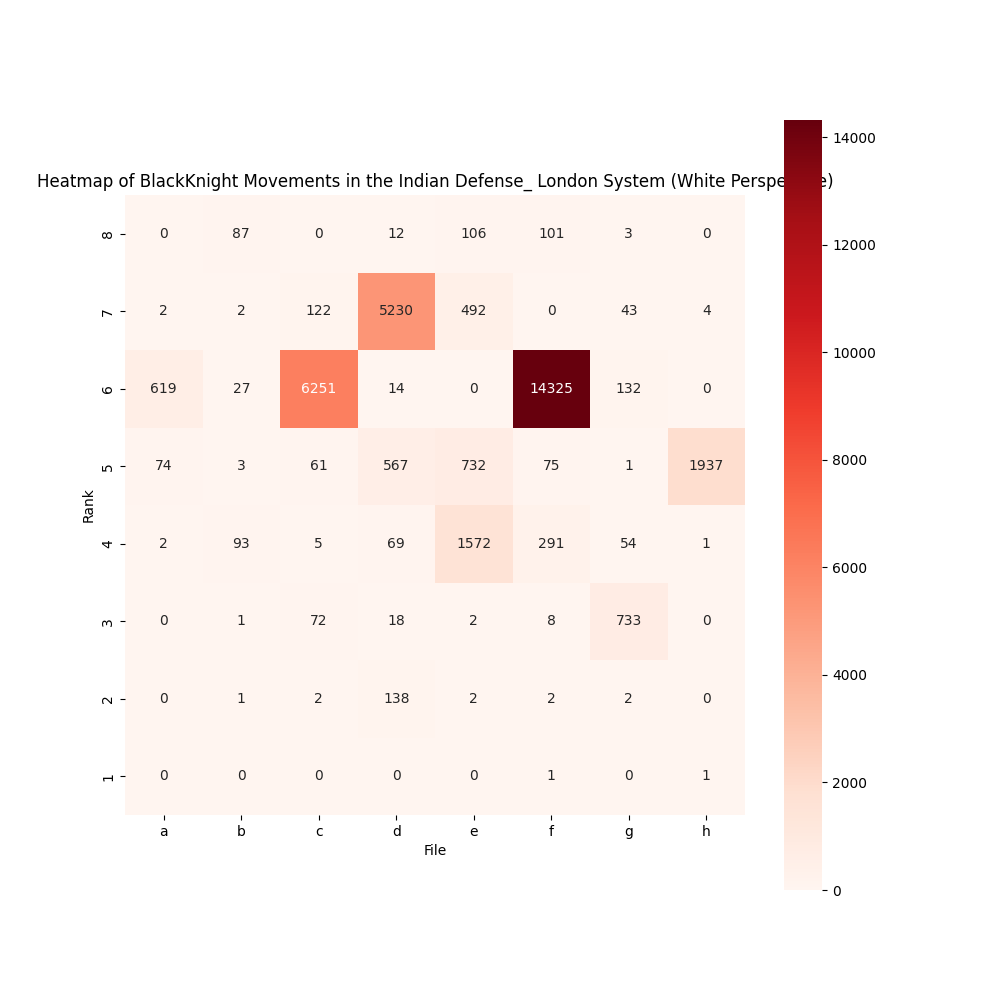 Heatmap of BlackKnight Movements in the Indian Defense_ London System (White Perspe   e)
14000
8 0 87 0 12 106 101 3 0
12000
7 2 2 122 5230 492 0 43 4
10000
6 619 27 6251 14 0 14325 132 0
8000
5 74 3 61 567 732 75 1 1937
Rank
6000
4 2 93 5 69 1572 291 54 1
4000
3 0 1 72 18 2 8 733 0
2 0 1 2 138 2 2 2 0
2000
1 0 0 0 0 0 1 0 1
a b c d e f g h
File
0